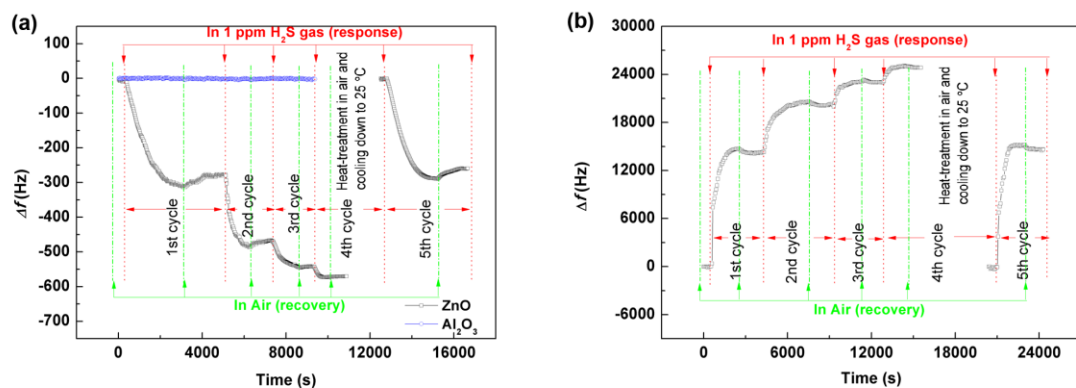 (a)
In 1 ppm H₂S gas (response)
100
0
-100
-200
-300
-400
-500
-600
-700
Δf (Hz)
1st cycle
2nd cycle
3rd cycle
4th cycle
5th cycle
Heat-treatment in air and
cooling down to 25 ºC
In Air (recovery)
ZnO
Al₂O₃
0 4000 8000 12000 16000
Time (s)
(b)
In 1 ppm H₂S gas (response)
30000
24000
18000
12000
6000
0
-6000
Δf (Hz)
1st cycle
2nd cycle
3rd cycle
4th cycle
5th cycle
Heat-treatment in air and
cooling down to 25 ºC
In Air (recovery)
0 6000 12000 18000 24000
Time (s)